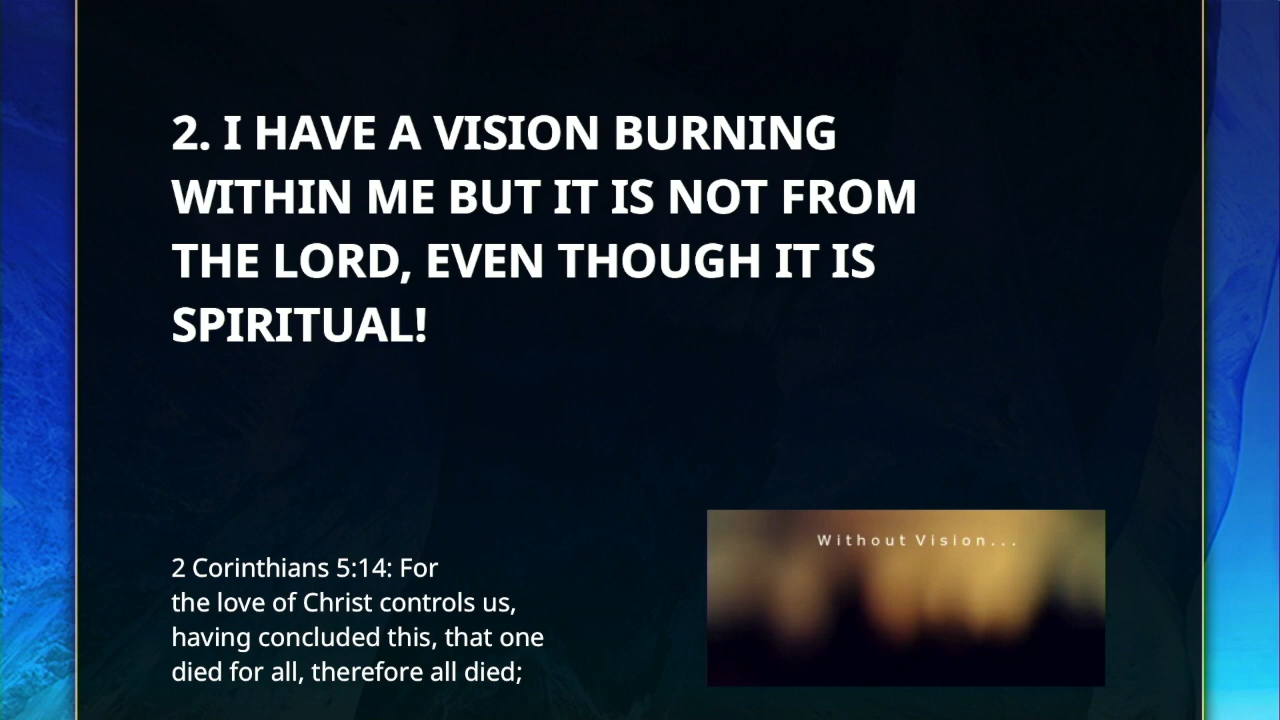 2. I HAVE A VISION BURNING
WITHIN ME BUT IT IS NOT FROM
THE LORD, EVEN THOUGH IT IS
SPIRITUAL!
2 Corinthians 5:14: For
the love of Christ controls us,
having concluded this, that one
died for all, therefore all died;
Without Vision...